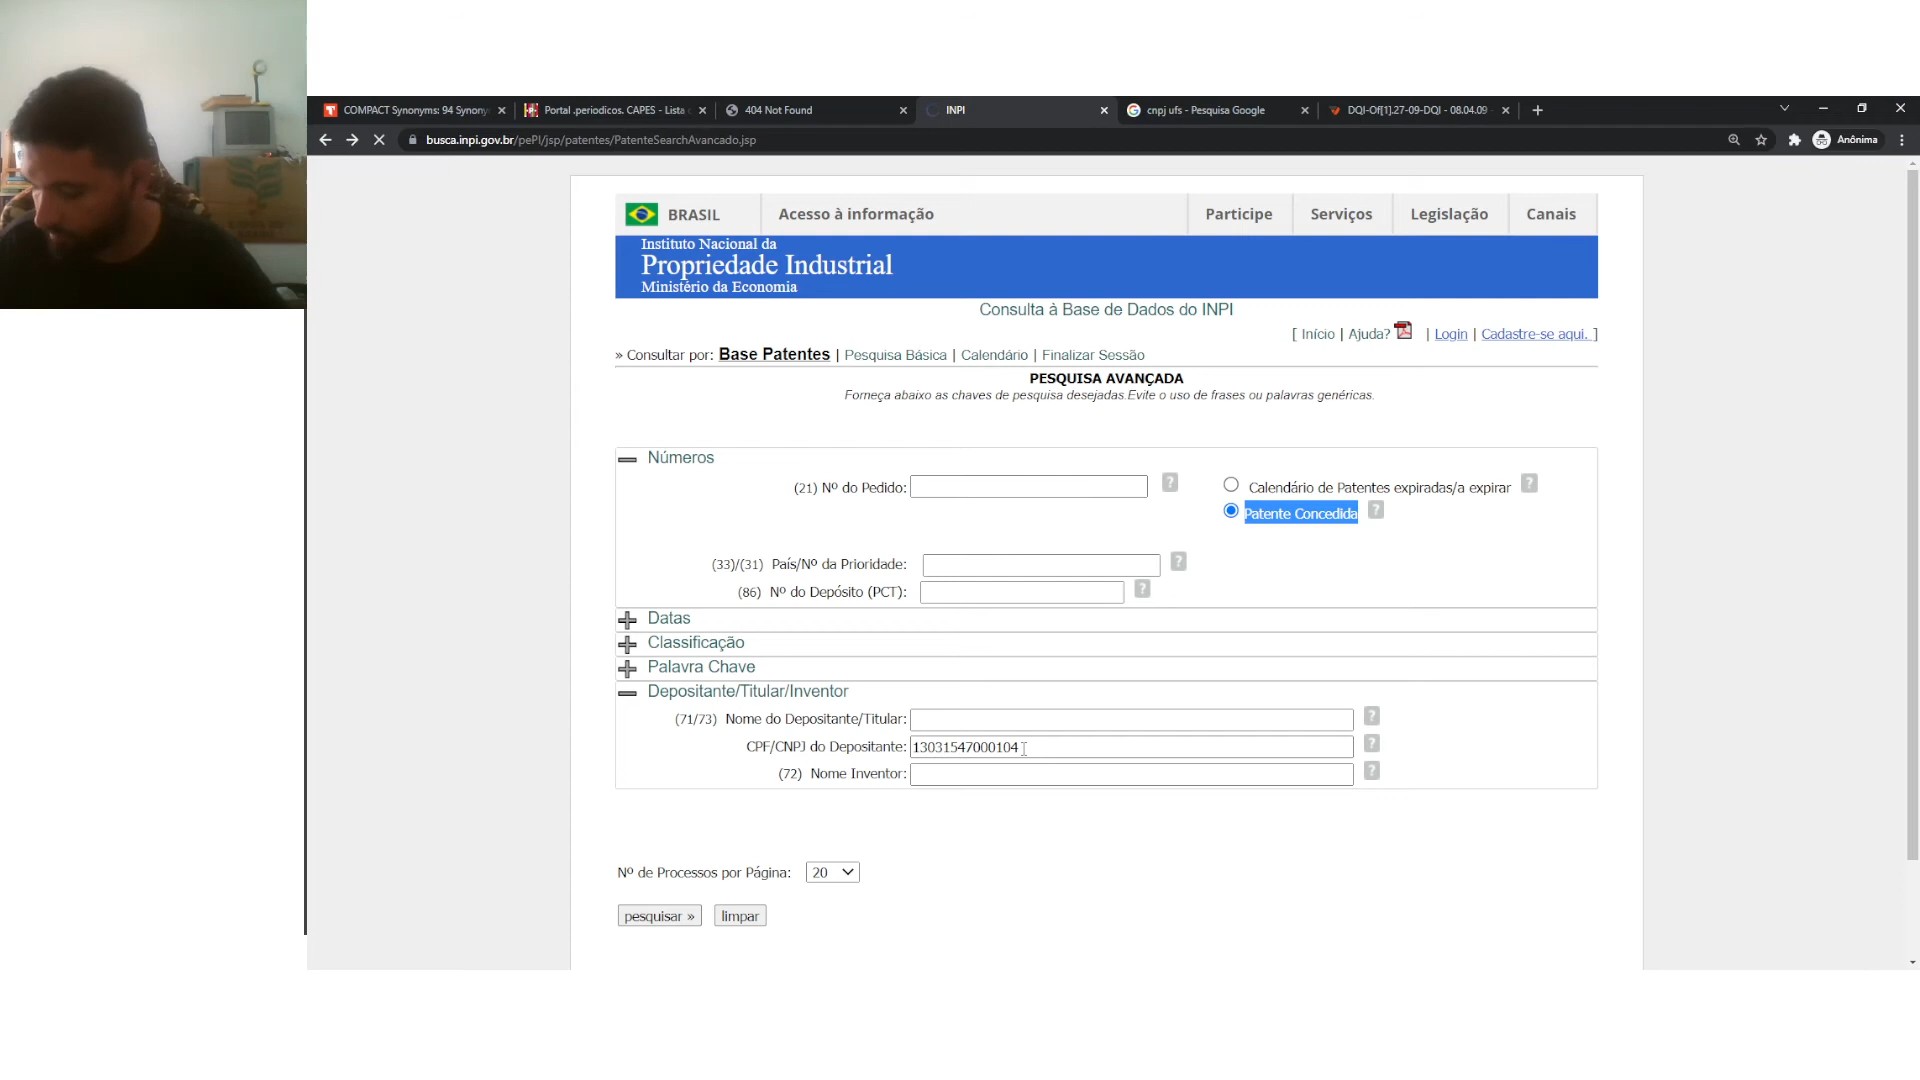 COMPACT Synonyms: 94 Synony
Portal .periodicos. CAPES - Lista
404 Not Found
INPI
cnpj ufs - Pesquisa Google
DQI-Of[1].27-09-DQI - 08.04.09
busca.inpi.gov.br/pePI/jsp/patentes/PatenteSearchAvancado.jsp
Anônima
BRASIL
Acesso à informação
Participe
Serviços
Legislação
Canais
Instituto Nacional da
Propriedade Industrial
Ministério da Economia
Consulta à Base de Dados do INPI
[ Início | Ajuda? | Login | Cadastre-se aqui. ]
» Consultar por: Base Patentes | Pesquisa Básica | Calendário | Finalizar Sessão
PESQUISA AVANÇADA
Forneça abaixo as chaves de pesquisa desejadas.Evite o uso de frases ou palavras genéricas.
Números
(21) Nº do Pedido: ?
Calendário de Patentes expiradas/a expirar ?
Patente Concedida ?
(33)/(31) País/Nº da Prioridade: ?
(86) Nº do Depósito (PCT): ?
Datas
Classificação
Palavra Chave
Depositante/Titular/Inventor
(71/73) Nome do Depositante/Titular: ?
CPF/CNPJ do Depositante: 13031547000104 ?
(72) Nome Inventor: ?
Nº de Processos por Página: 20
pesquisar »
limpar